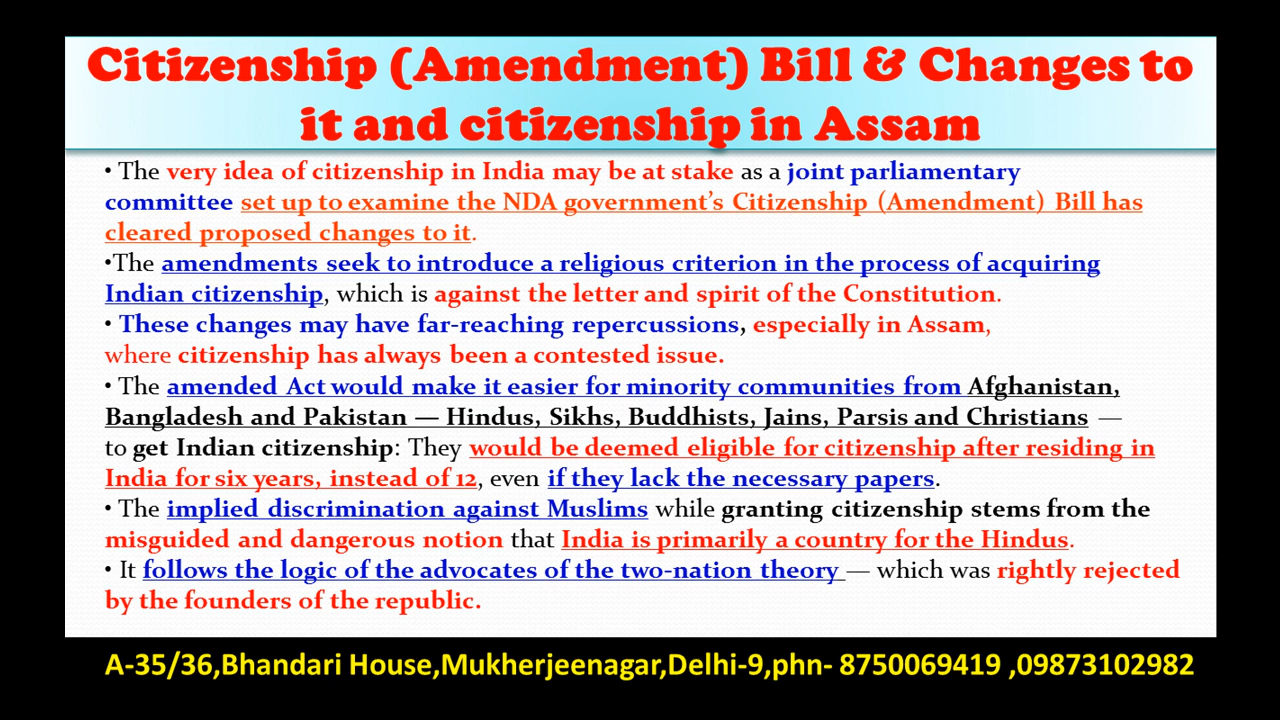 Citizenship (Amendment) Bill & Changes to
it and citizenship in Assam
• The very idea of citizenship in India may be at stake as a joint parliamentary
committee set up to examine the NDA government’s Citizenship (Amendment) Bill has
cleared proposed changes to it.
•The amendments seek to introduce a religious criterion in the process of acquiring
Indian citizenship, which is against the letter and spirit of the Constitution.
• These changes may have far-reaching repercussions, especially in Assam,
where citizenship has always been a contested issue.
• The amended Act would make it easier for minority communities from Afghanistan,
Bangladesh and Pakistan — Hindus, Sikhs, Buddhists, Jains, Parsis and Christians —
to get Indian citizenship: They would be deemed eligible for citizenship after residing in
India for six years, instead of 12, even if they lack the necessary papers.
• The implied discrimination against Muslims while granting citizenship stems from the
misguided and dangerous notion that India is primarily a country for the Hindus.
• It follows the logic of the advocates of the two-nation theory — which was rightly rejected
by the founders of the republic.
A-35/36,Bhandari House,Mukherjeenagar,Delhi-9,phn- 8750069419 ,09873102982